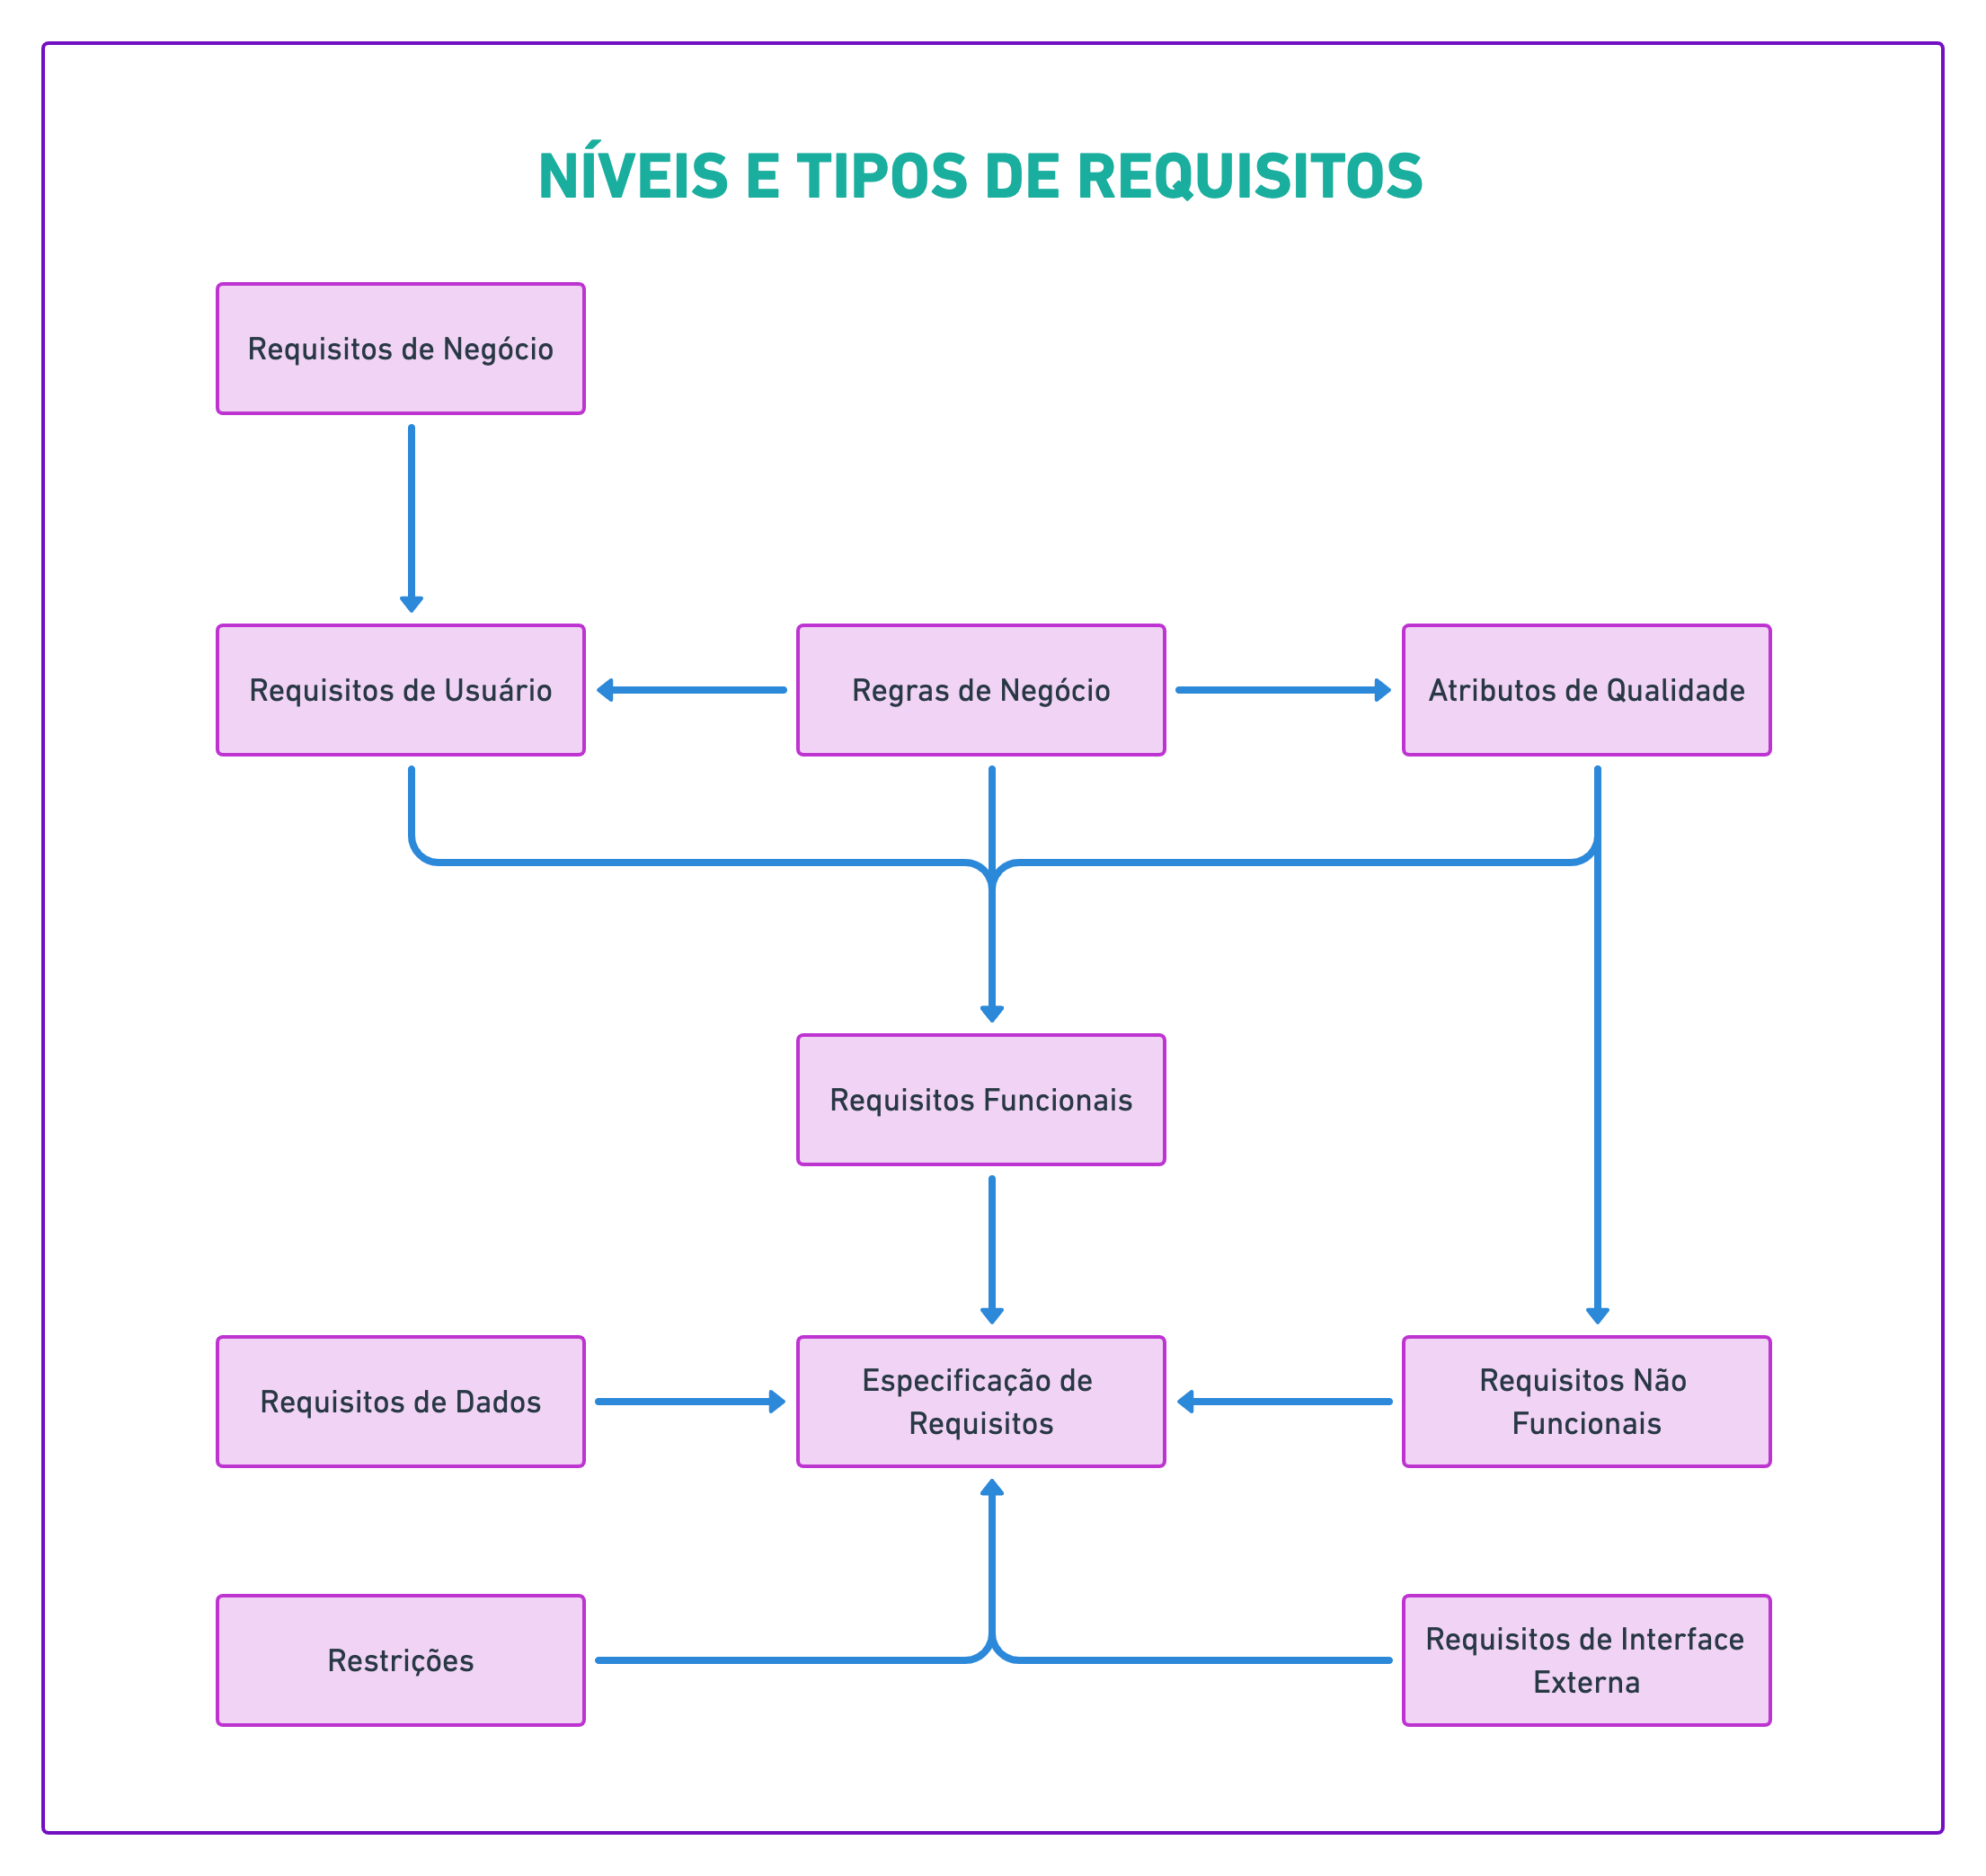 NÍVEIS E TIPOS DE REQUISITOS
Requisitos de Negócio
Requisitos de Usuário
Regras de Negócio
Atributos de Qualidade
Requisitos Funcionais
Requisitos de Dados
Especificação de
Requisitos
Requisitos Não
Funcionais
Restrições
Requisitos de Interface
Externa